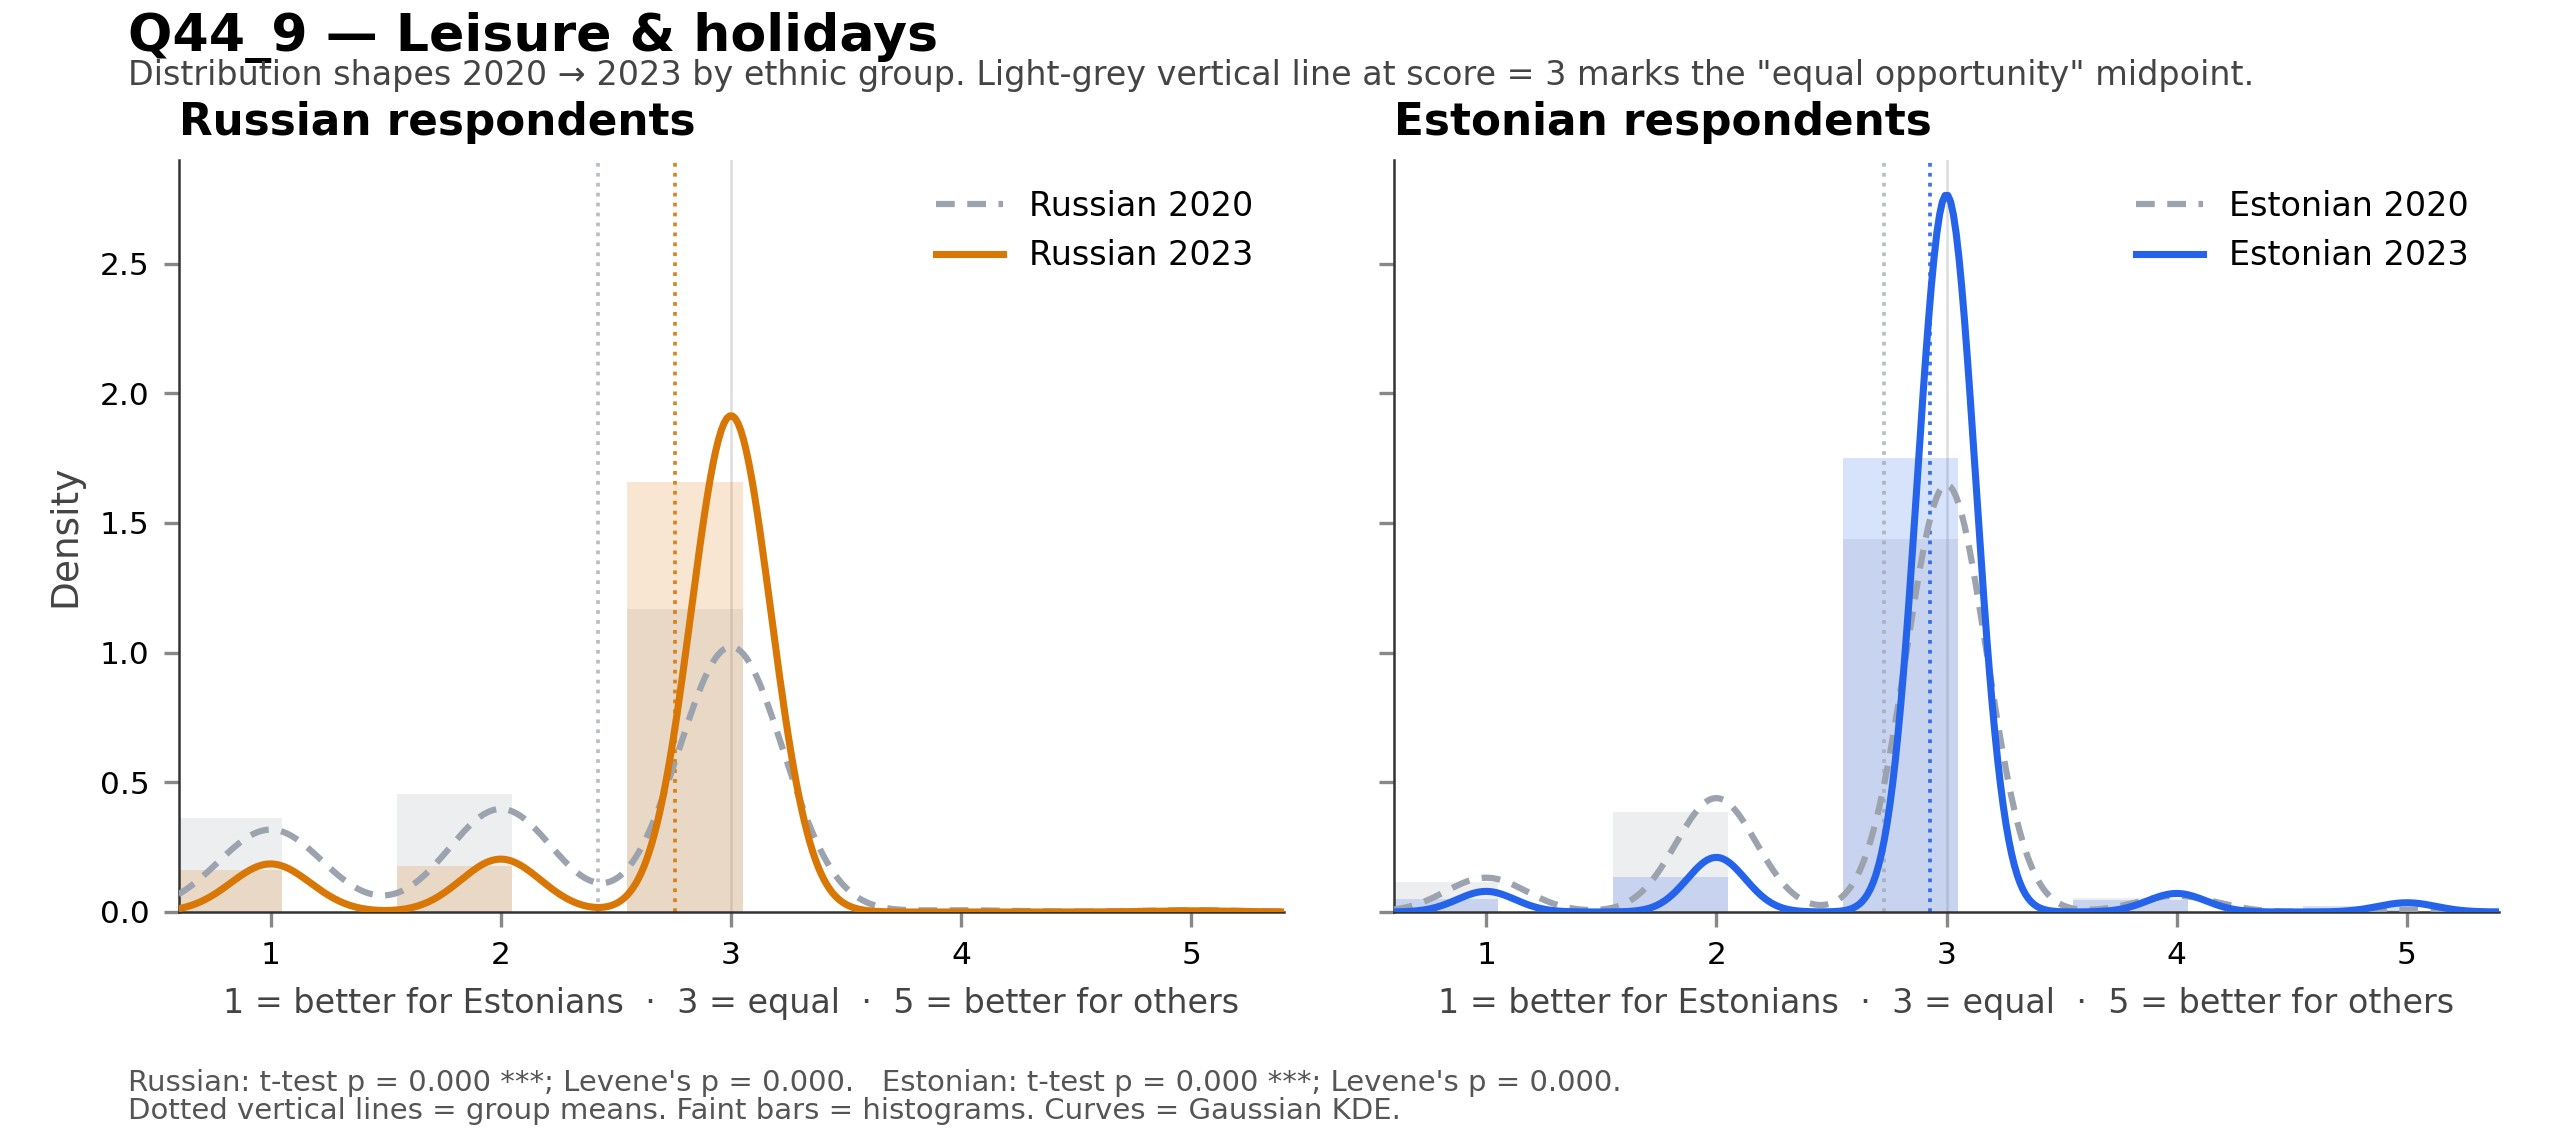 Q44_9 — Leisure & holidays
Distribution shapes 2020 → 2023 by ethnic group. Light-grey vertical line at score = 3 marks the "equal opportunity" midpoint.
Russian respondents
Estonian respondents
Russian 2020
Russian 2023
Estonian 2020
Estonian 2023
Density
2.5
2.0
1.5
1.0
0.5
0.0
1 2 3 4 5
1 2 3 4 5
1 = better for Estonians · 3 = equal · 5 = better for others
1 = better for Estonians · 3 = equal · 5 = better for others
Russian: t-test p = 0.000 ***; Levene's p = 0.000. Estonian: t-test p = 0.000 ***; Levene's p = 0.000.
Dotted vertical lines = group means. Faint bars = histograms. Curves = Gaussian KDE.